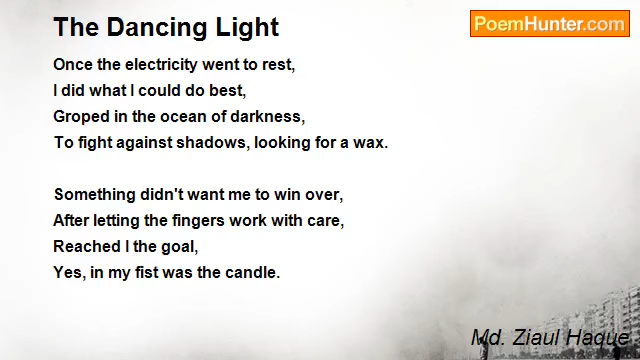 The Dancing Light
PoemHunter.com
Once the electricity went to rest,
I did what I could do best,
Groped in the ocean of darkness,
To fight against shadows, looking for a wax.

Something didn't want me to win over,
After letting the fingers work with care,
Reached I the goal,
Yes, in my fist was the candle.
Md. Ziaul Haque